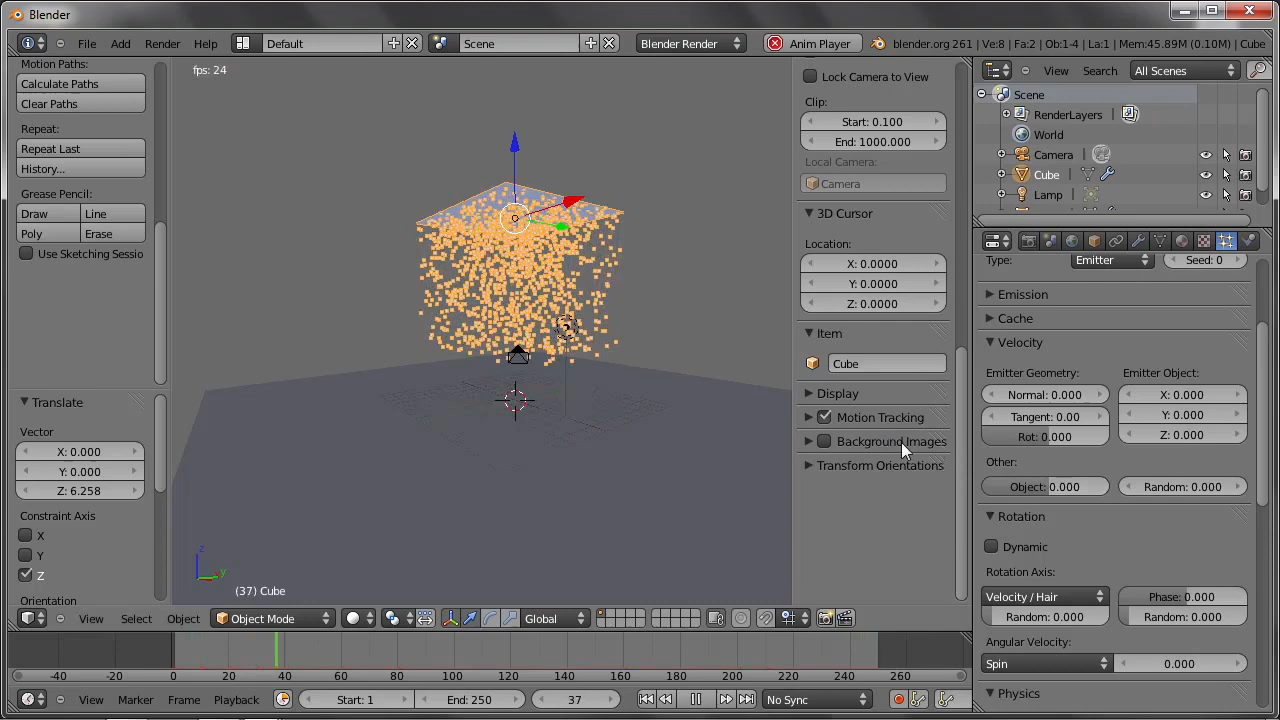 Blender
File Add Render Help Default Scene Blender Render Anim Player blender.org 261 | Ve:8 | Fa:2 | Ob:1-4 | La:1 | Mem:45.89M (0.10M) | Cube
Motion Paths:
Calculate Paths
Clear Paths
Repeat:
Repeat Last
History...
Grease Pencil:
Draw Line
Poly Erase
Use Sketching Sessio
Translate
Vector
X: 0.000
Y: 0.000
Z: 6.258
Constraint Axis
X
Y
Z
Orientation
fps: 24
z
y
(37) Cube
Lock Camera to View
Clip:
Start: 0.100
End: 1000.000
Local Camera:
Camera
3D Cursor
Location:
X: 0.0000
Y: 0.0000
Z: 0.0000
Item
Cube
Display
Motion Tracking
Background Images
Transform Orientations
View Search All Scenes
Scene
RenderLayers
World
Camera
Cube
Lamp
Type: Emitter Seed: 0
Emission
Cache
Velocity
Emitter Geometry: Emitter Object:
Normal: 0.000 X: 0.000
Tangent: 0.00 Y: 0.000
Rot: 0.000 Z: 0.000
Other:
Object: 0.000 Random: 0.000
Rotation
Dynamic
Rotation Axis:
Velocity / Hair Phase: 0.000
Random: 0.000 Random: 0.000
Angular Velocity:
Spin 0.000
Physics
View Select Object Object Mode Global
-40 -20 0 20 40 60 80 100 120 140 160 180 200 220 240 260
View Marker Frame Playback Start: 1 End: 250 37 No Sync